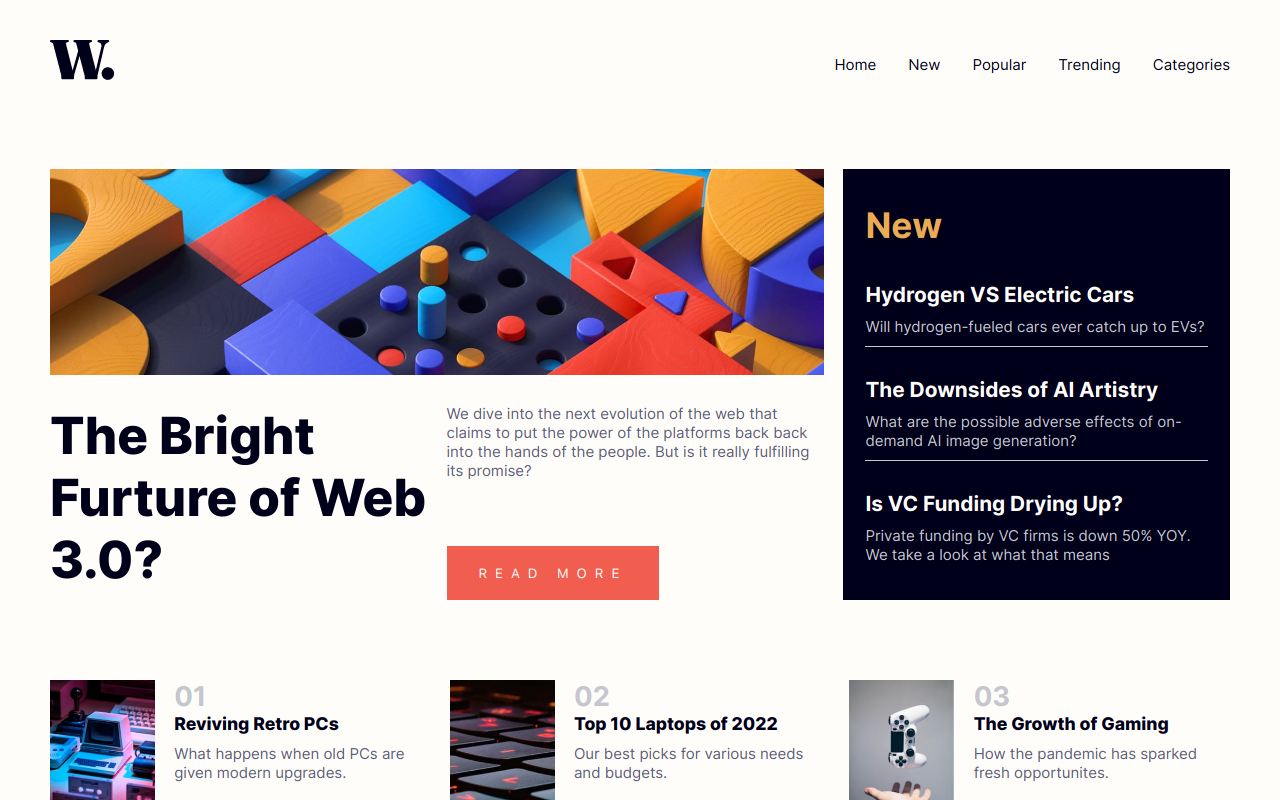 W.
Home
New
Popular
Trending
Categories
The Bright
Furture of Web
3.0?
We dive into the next evolution of the web that
claims to put the power of the platforms back back
into the hands of the people. But is it really fulfilling
its promise?
READ MORE
New
Hydrogen VS Electric Cars
Will hydrogen-fueled cars ever catch up to EVs?
The Downsides of AI Artistry
What are the possible adverse effects of on-
demand AI image generation?
Is VC Funding Drying Up?
Private funding by VC firms is down 50% YOY.
We take a look at what that means
01
Reviving Retro PCs
What happens when old PCs are
given modern upgrades.
02
Top 10 Laptops of 2022
Our best picks for various needs
and budgets.
03
The Growth of Gaming
How the pandemic has sparked
fresh opportunites.